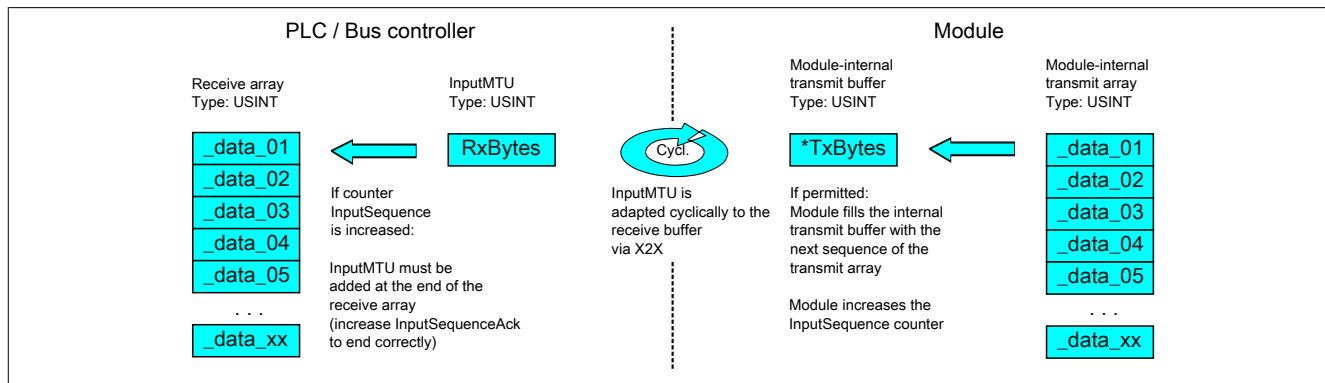 PLC / Bus controller
Module
Receive array
Type: USINT
InputMTU
Type: USINT
Module-internal
transmit buffer
Type: USINT
Module-internal
transmit array
Type: USINT
_data_01
_data_02
_data_03
_data_04
_data_05
. . .
_data_xx
If counter
InputSequence
is increased:
InputMTU must be
added at the end of the
receive array
(increase InputSequenceAck
to end correctly)
RxBytes
Cycl.
InputMTU is
adapted cyclically to the
receive buffer
via X2X
*TxBytes
If permitted:
Module fills the internal
transmit buffer with the
next sequence of the
transmit array
Module increases the
InputSequence counter
_data_01
_data_02
_data_03
_data_04
_data_05
. . .
_data_xx